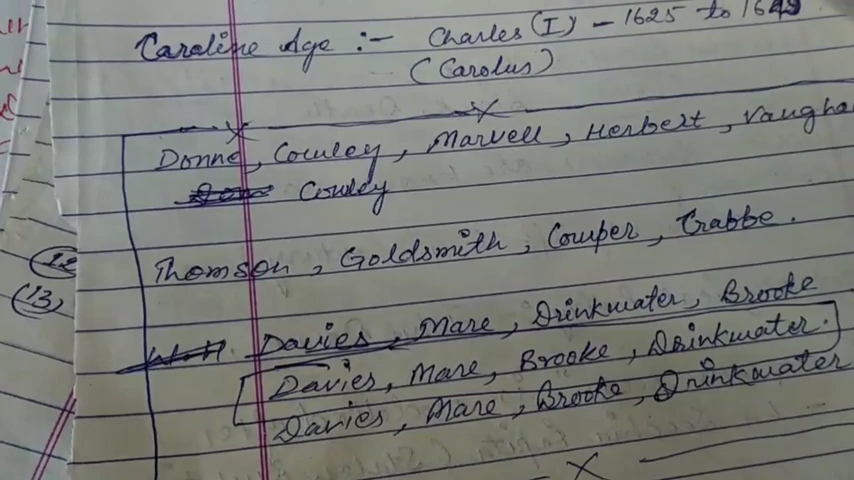 Caroline Age :- Charles (I) - 1625 to 1649
(Carolus)
Donne, Cowley, Marvell, Herbert, Vaugha
Cowley
Thomson, Goldsmith, Cowper, Crabbe.
(13)
Davies, Mare, Drinkwater, Brooke
Davies, Mare, Brooke, Drinkwater.
Davies, Mare, Brooke, Drinkwater